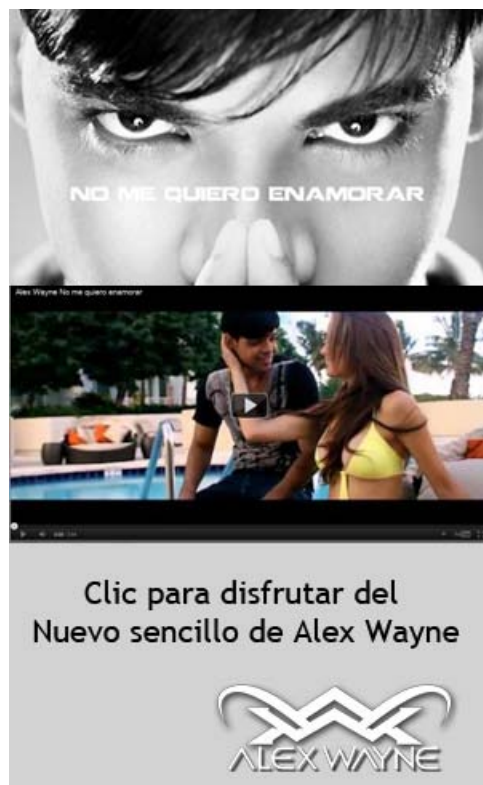 NO ME QUIERO ENAMORAR
Alex Wayne No me quiero enamorar
Clic para disfrutar del
Nuevo sencillo de Alex Wayne
ALEX WAYNE